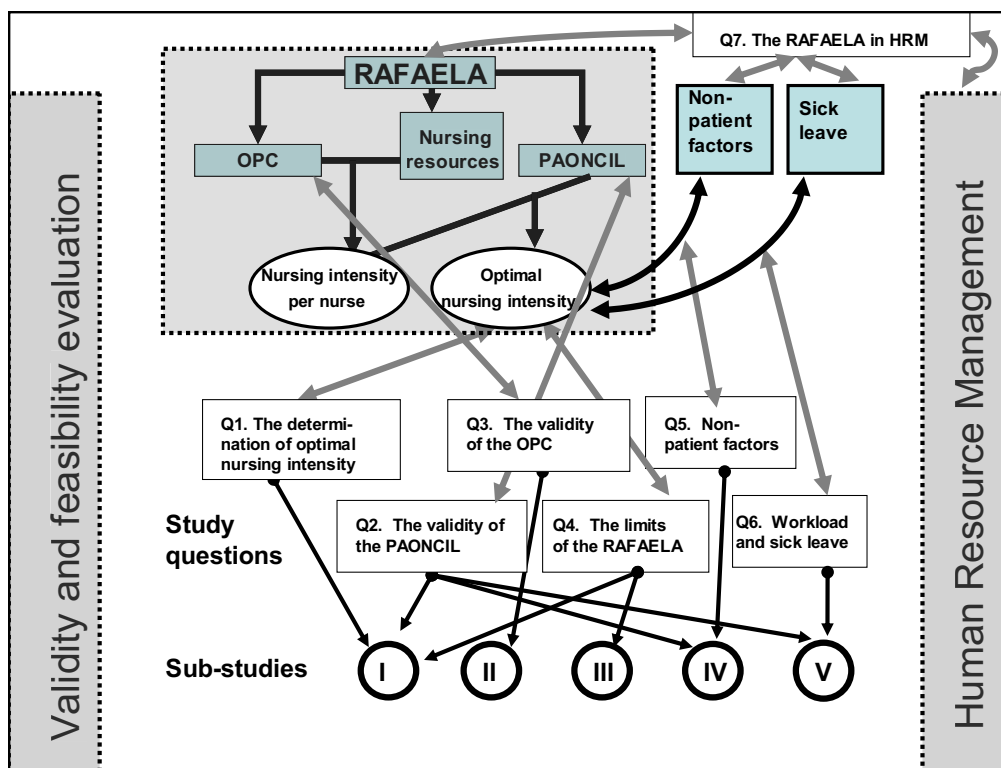 Q7. The RAFAELA in HRM
RAFAELA
Nursing
resources
OPC
PAONCIL
Non-
patient
factors
Sick
leave
Nursing intensity
per nurse
Optimal
nursing intensity
Validity and feasibility evaluation
Human Resource Management
Q1. The determi-
nation of optimal
nursing intensity
Q3. The validity
of the OPC
Q5. Non-
patient factors
Study
questions
Q2. The validity of
the PAONCIL
Q4. The limits
of the RAFAELA
Q6. Workload
and sick leave
Sub-studies
I
II
III
IV
V